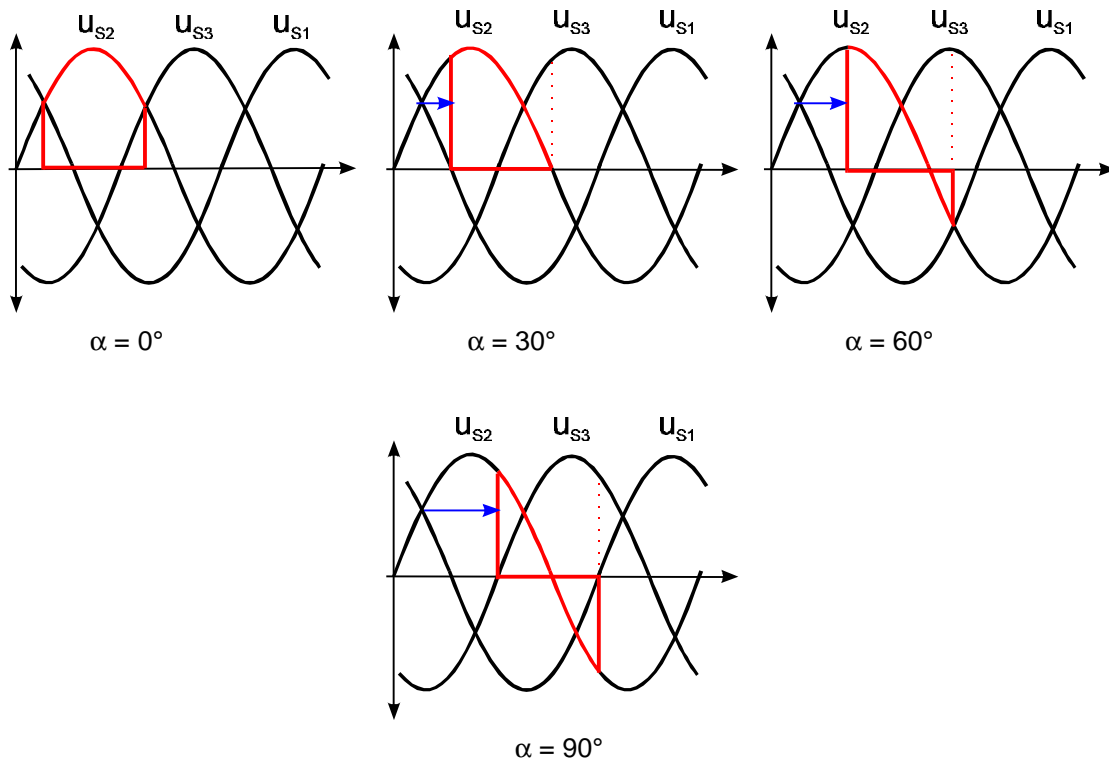 uS2 uS3 uS1
uS2 uS3 uS1
uS2 uS3 uS1
α = 0°
α = 30°
α = 60°
uS2 uS3 uS1
α = 90°